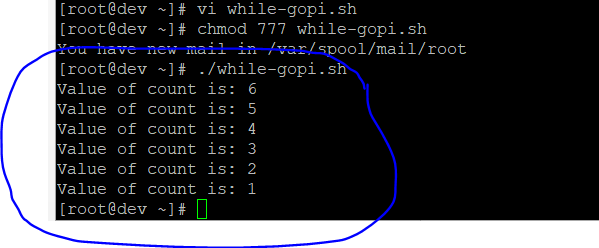 [root@dev ~]# vi while-gopi.sh
[root@dev ~]# chmod 777 while-gopi.sh
You have new mail in /var/spool/mail/root
[root@dev ~]# ./while-gopi.sh
Value of count is: 6
Value of count is: 5
Value of count is: 4
Value of count is: 3
Value of count is: 2
Value of count is: 1
[root@dev ~]#